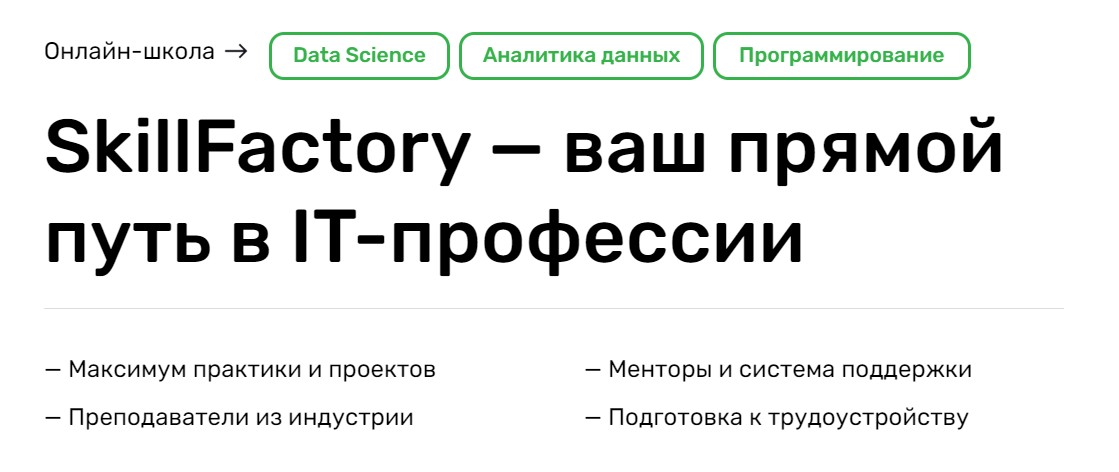 Онлайн-школа → Data Science Аналитика данных Программирование
SkillFactory — ваш прямой
путь в IT-профессии
— Максимум практики и проектов
— Менторы и система поддержки
— Преподаватели из индустрии
— Подготовка к трудоустройству